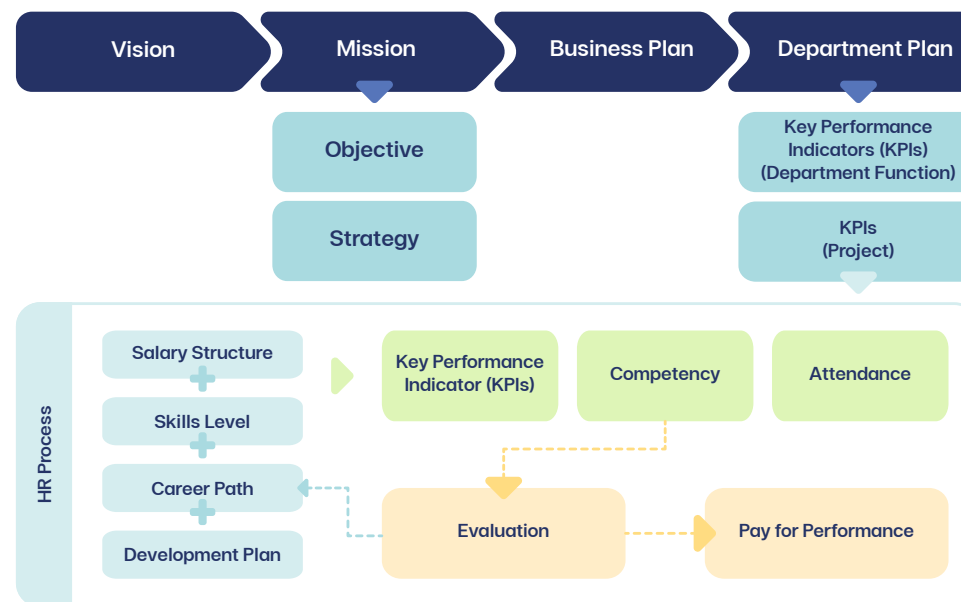 Vision
Mission
Business Plan
Department Plan
Objective
Strategy
Key Performance
Indicators (KPIs)
(Department Function)
KPIs
(Project)
HR Process
Salary Structure
Skills Level
Career Path
Development Plan
Key Performance
Indicator (KPIs)
Competency
Attendance
Evaluation
Pay for Performance